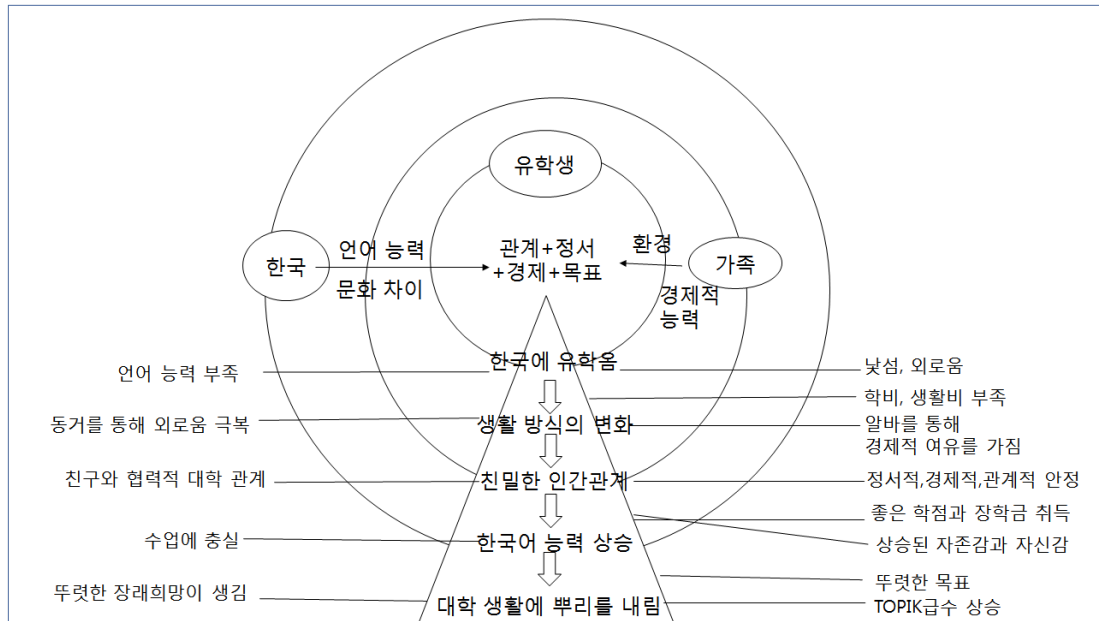 유학생
한국
언어 능력
문화 차이
관계+정서
+경제+목표
환경
가족
경제적
능력
한국에 유학옴
언어 능력 부족
낯섬, 외로움
학비, 생활비 부족
동거를 통해 외로움 극복
생활 방식의 변화
알바를 통해
경제적 여유를 가짐
친구와 협력적 대학 관계
친밀한 인간관계
정서적,경제적,관계적 안정
좋은 학점과 장학금 취득
수업에 충실
한국어 능력 상승
상승된 자존감과 자신감
뚜렷한 목표
뚜렷한 장래희망이 생김
대학 생활에 뿌리를 내림
TOPIK급수 상승